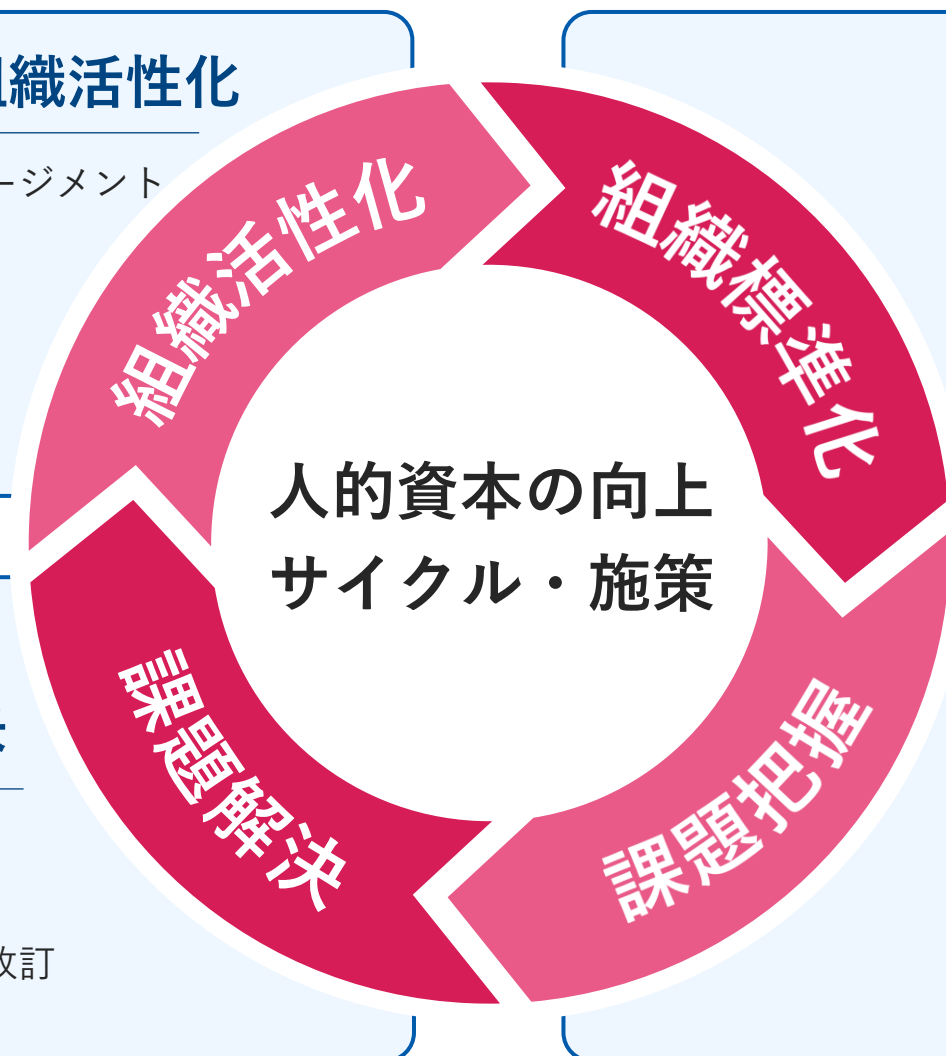 織活性化
ージメント
組織活性化
組織標準化
人的資本の向上
サイクル・施策
課題解決
課題把握
改訂